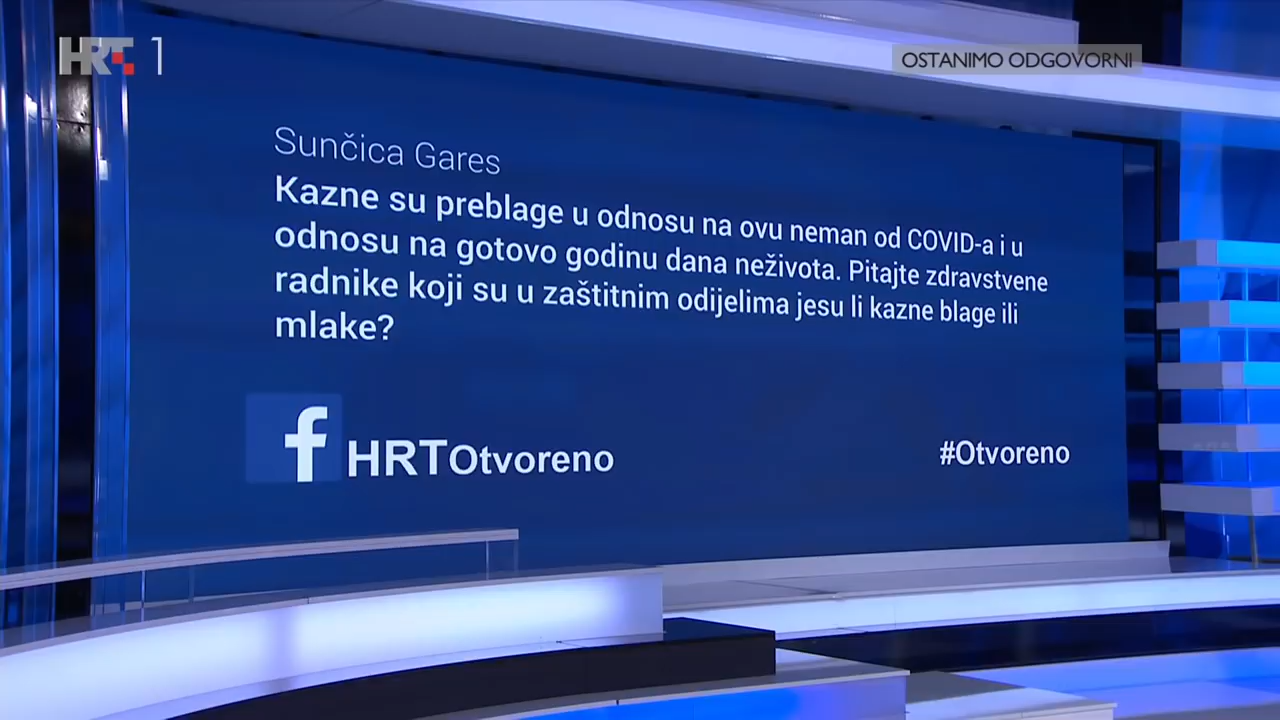 HRT 1
OSTANIMO ODGOVORNI
Sunčica Gares
Kazne su preblage u odnosu na ovu neman od COVID-a i u
odnosu na gotovo godinu dana neživota. Pitajte zdravstvene
radnike koji su u zaštitnim odijelima jesu li kazne blage ili
mlake?
f HRTOtvoreno
#Otvoreno